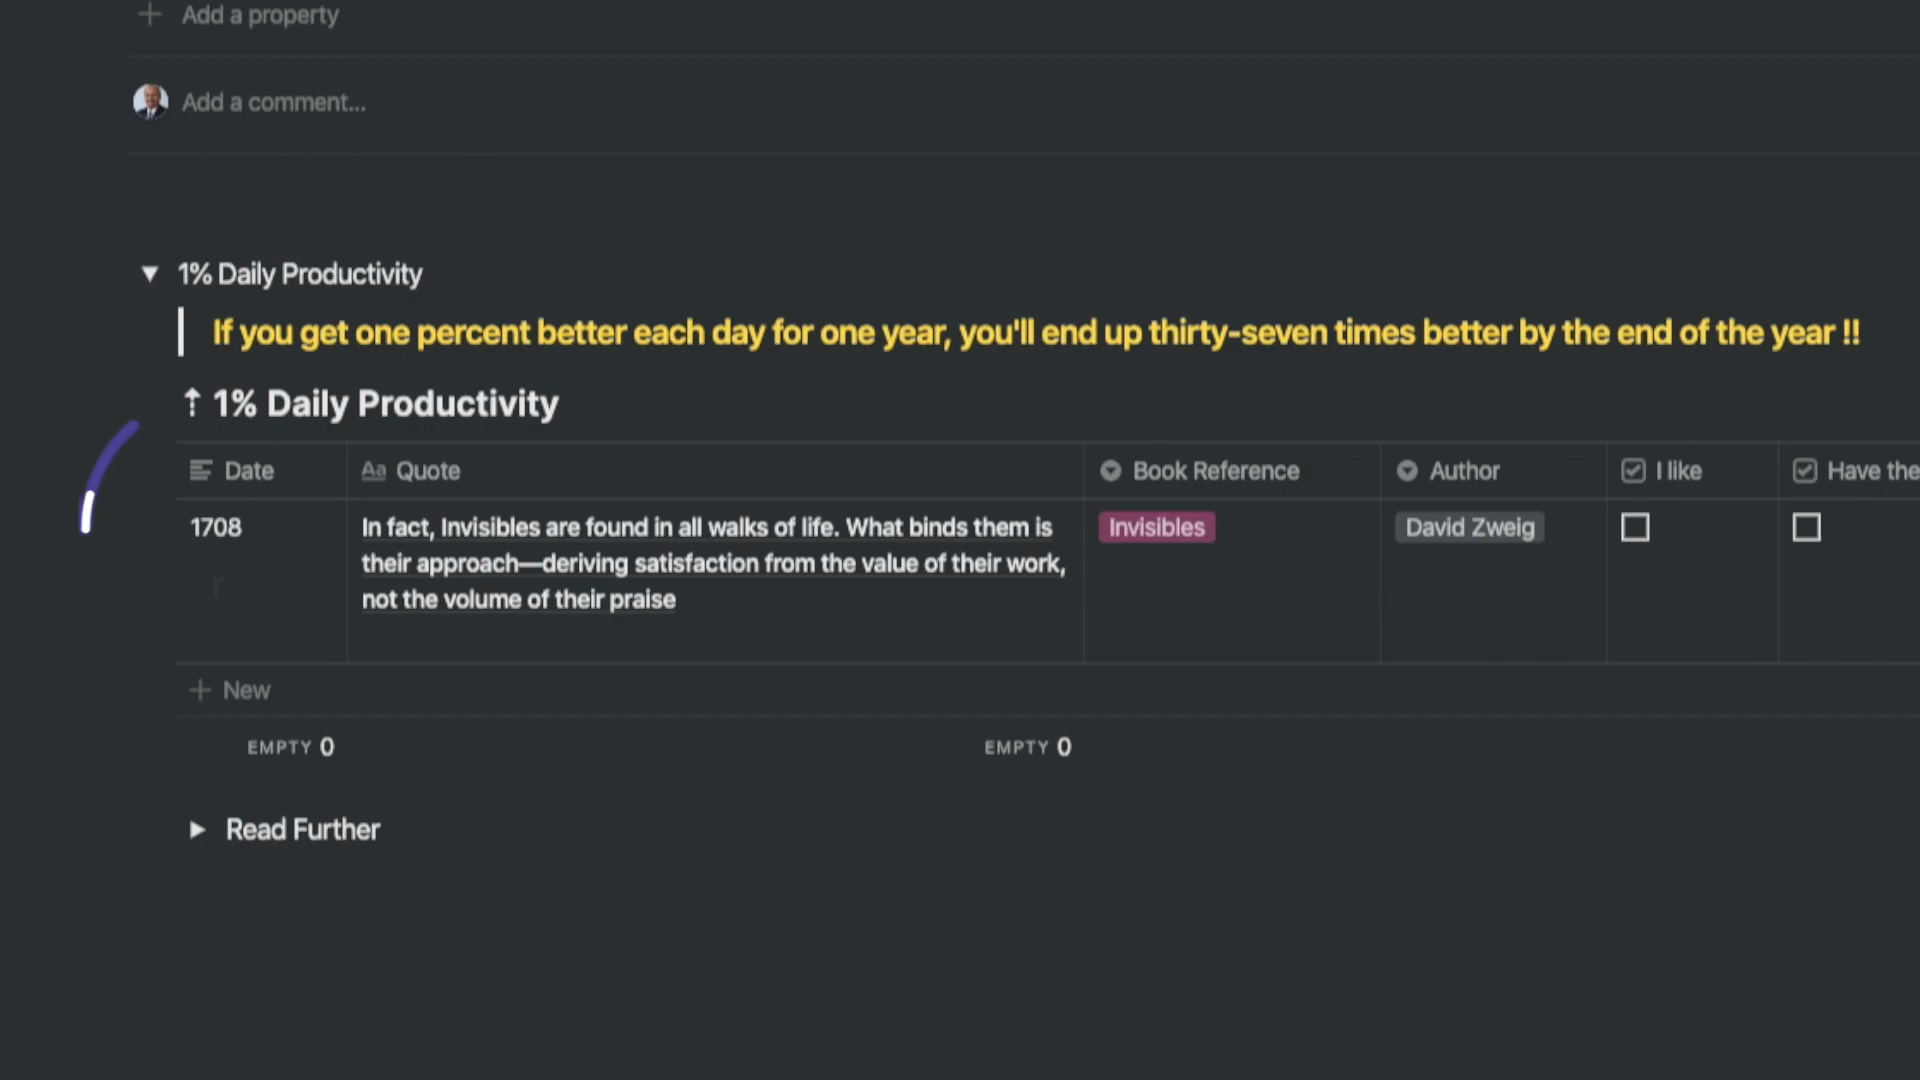 Add a property
Add a comment...
1% Daily Productivity
If you get one percent better each day for one year, you'll end up thirty-seven times better by the end of the year !!
⇡ 1% Daily Productivity
Date Aa Quote Book Reference Author I like Have the
1708 In fact, Invisibles are found in all walks of life. What binds them is Invisibles David Zweig
their approach—deriving satisfaction from the value of their work,
not the volume of their praise
+ New
EMPTY 0 EMPTY 0
Read Further